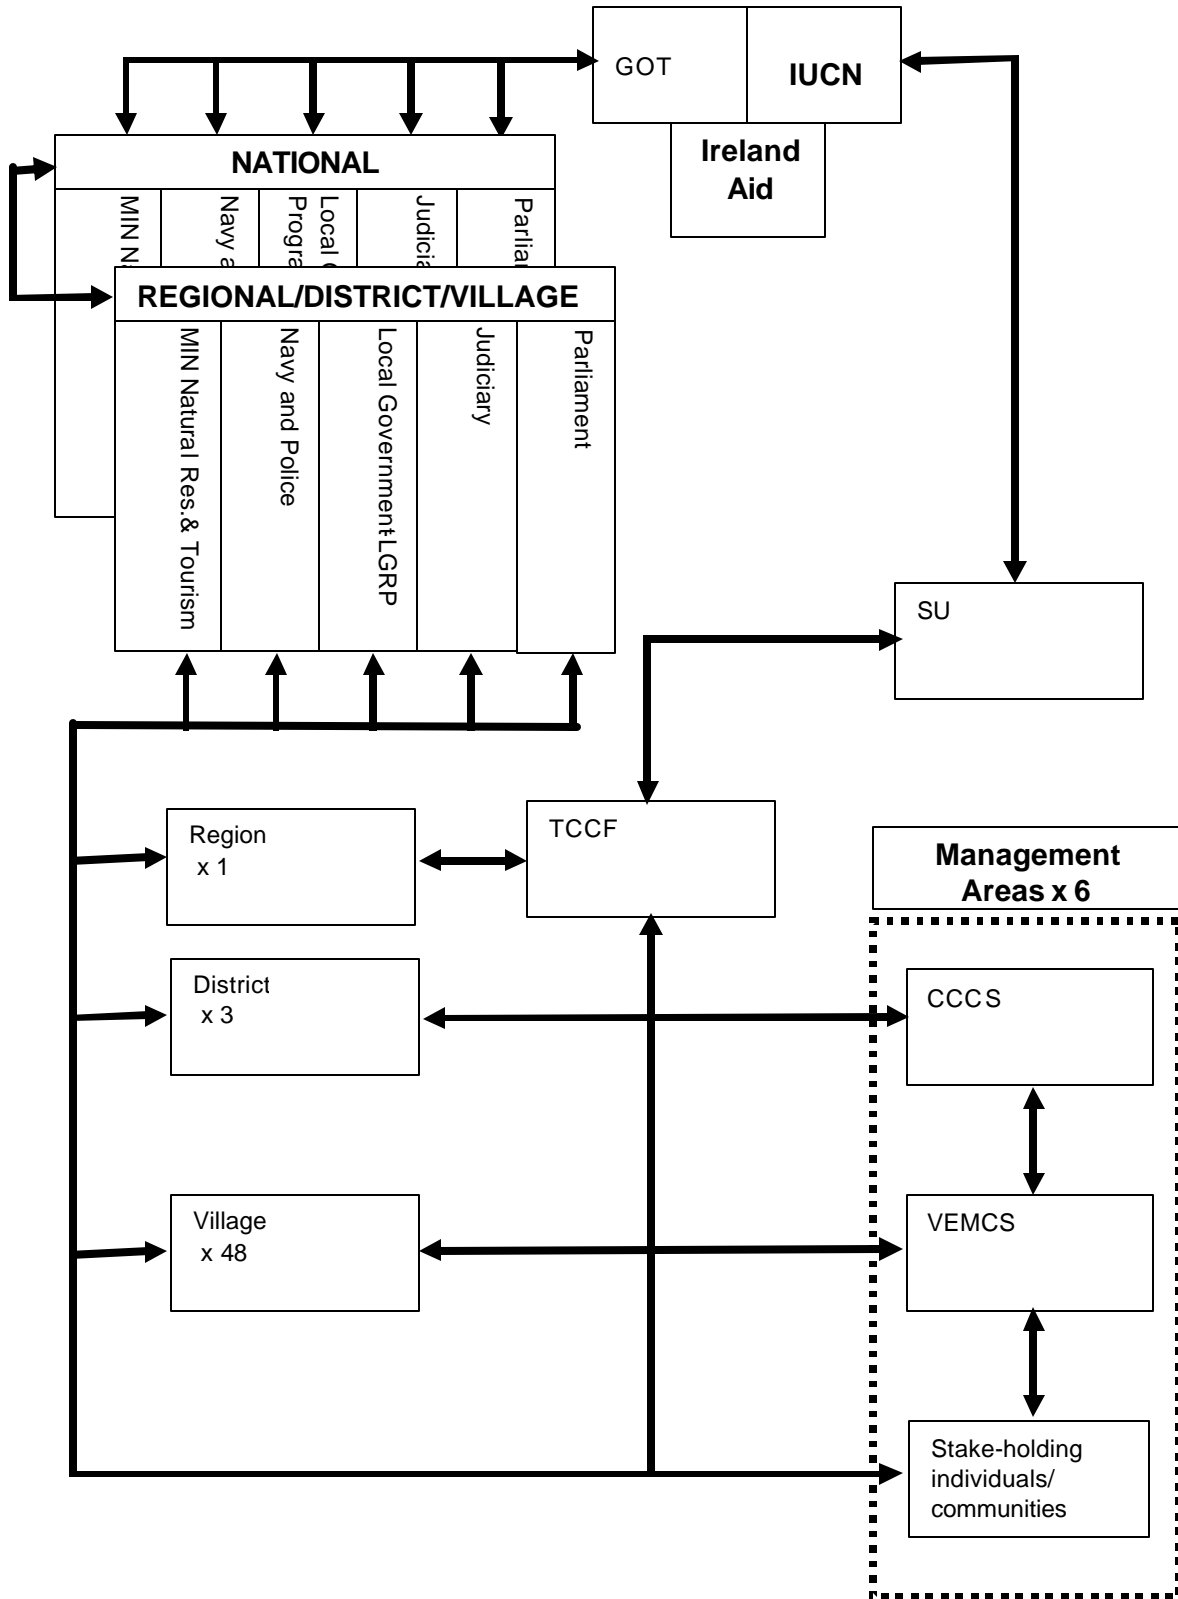 GOT
IUCN
Ireland
Aid
NATIONAL
MIN
Navy
Local
Progra
Judicia
Parlia
REGIONAL/DISTRICT/VILLAGE
MIN Natural Res.& Tourism
Navy and Police
Local Government-LGRP
Judiciary
Parliament
SU
Region
x 1
TCCF
Management
Areas x 6
District
x 3
CCCS
Village
x 48
VEMCS
Stake-holding
individuals/
communities